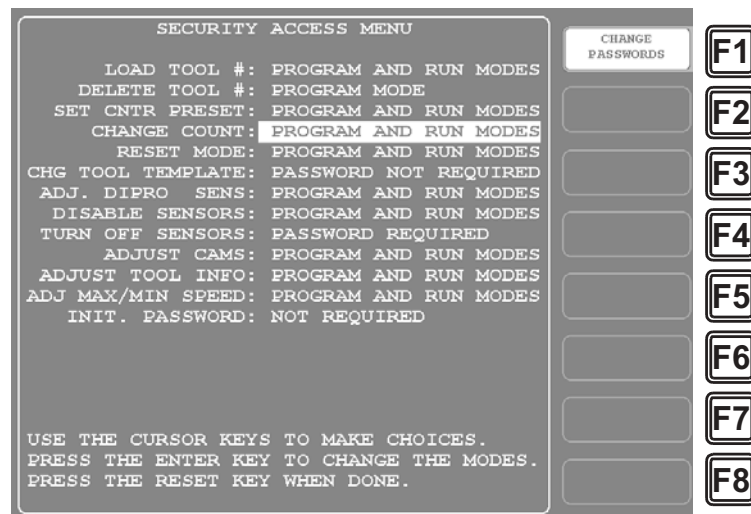 SECURITY ACCESS MENU
LOAD TOOL #: PROGRAM AND RUN MODES
DELETE TOOL #: PROGRAM MODE
SET CNTR PRESET: PROGRAM AND RUN MODES
CHANGE COUNT: PROGRAM AND RUN MODES
RESET MODE: PROGRAM AND RUN MODES
CHG TOOL TEMPLATE: PASSWORD NOT REQUIRED
ADJ. DIPRO SENS: PROGRAM AND RUN MODES
DISABLE SENSORS: PROGRAM AND RUN MODES
TURN OFF SENSORS: PASSWORD REQUIRED
ADJUST CAMS: PROGRAM AND RUN MODES
ADJUST TOOL INFO: PROGRAM AND RUN MODES
ADJ MAX/MIN SPEED: PROGRAM AND RUN MODES
INIT. PASSWORD: NOT REQUIRED
USE THE CURSOR KEYS TO MAKE CHOICES.
PRESS THE ENTER KEY TO CHANGE THE MODES.
PRESS THE RESET KEY WHEN DONE.
CHANGE
PASSWORDS
F1
F2
F3
F4
F5
F6
F7
F8